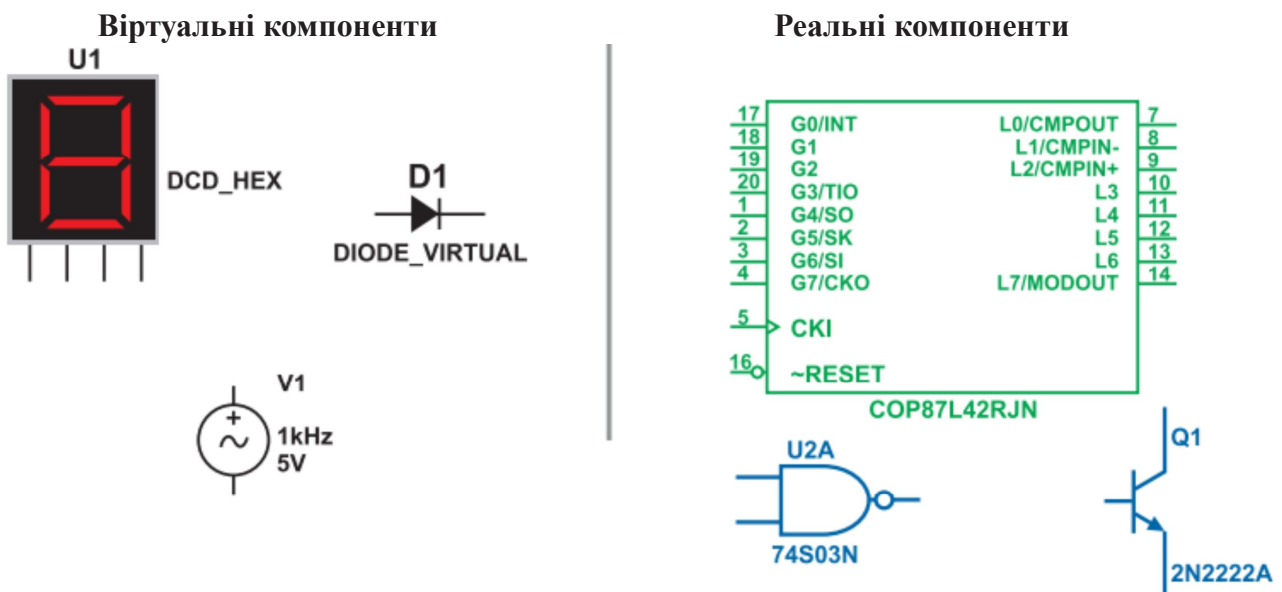 Віртуальні компоненти
Реальні компоненти
U1
DCD_HEX
D1
DIODE_VIRTUAL
V1
1kHz
5V
17 G0/INT L0/CMPOUT 7
18 G1 L1/CMPIN- 8
19 G2 L2/CMPIN+ 9
20 G3/TIO L3 10
1 G4/SO L4 11
2 G5/SK L5 12
3 G6/SI L6 13
4 G7/CKO L7/MODOUT 14
5 CKI
16 ~RESET
COP87L42RJN
U2A
74S03N
Q1
2N2222A